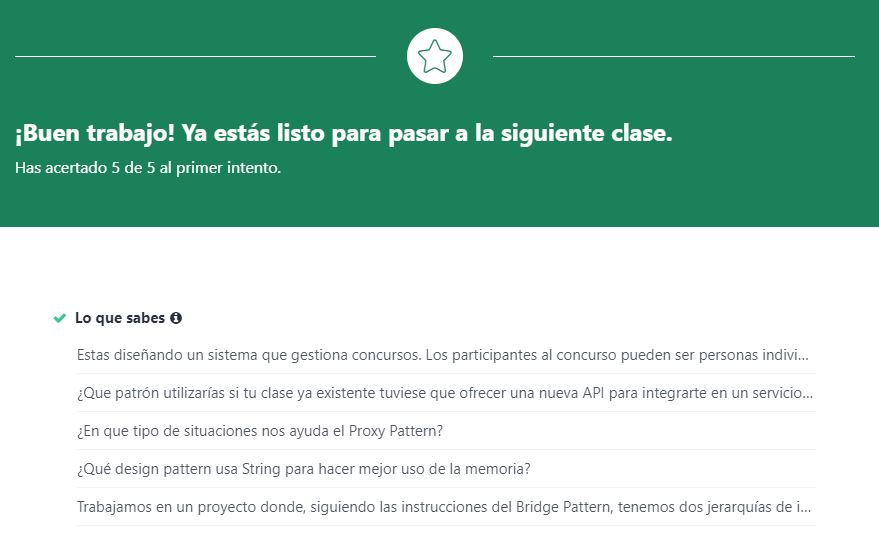 ¡Buen trabajo! Ya estás listo para pasar a la siguiente clase.
Has acertado 5 de 5 al primer intento.
Lo que sabes
Estas diseñando un sistema que gestiona concursos. Los participantes al concurso pueden ser personas indivi...
¿Que patrón utilizarías si tu clase ya existente tuviese que ofrecer una nueva API para integrarte en un servicio...
¿En que tipo de situaciones nos ayuda el Proxy Pattern?
¿Qué design pattern usa String para hacer mejor uso de la memoria?
Trabajamos en un proyecto donde, siguiendo las instrucciones del Bridge Pattern, tenemos dos jerarquías de i...